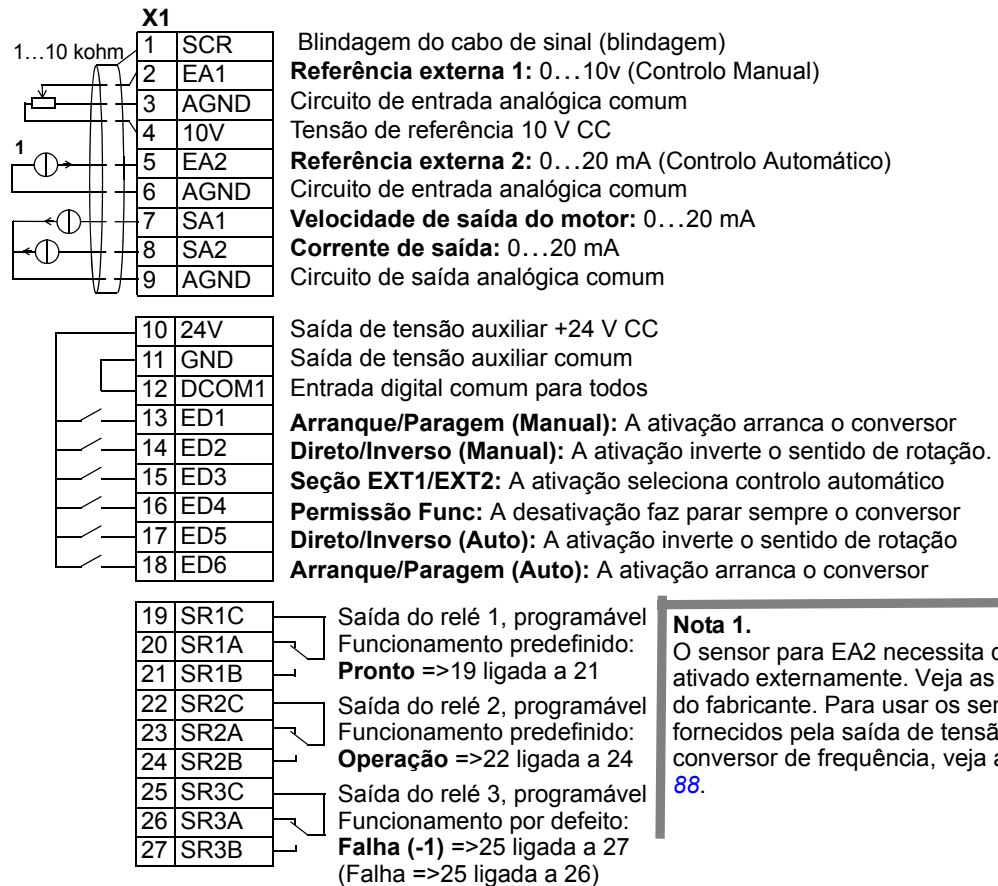 X1
1…10 kohm
1 SCR Blindagem do cabo de sinal (blindagem)
2 EA1 Referência externa 1: 0…10v (Controlo Manual)
3 AGND Circuito de entrada analógica comum
4 10V Tensão de referência 10 V CC
1
5 EA2 Referência externa 2: 0…20 mA (Controlo Automático)
6 AGND Circuito de entrada analógica comum
7 SA1 Velocidade de saída do motor: 0…20 mA
8 SA2 Corrente de saída: 0…20 mA
9 AGND Circuito de saída analógica comum
10 24V Saída de tensão auxiliar +24 V CC
11 GND Saída de tensão auxiliar comum
12 DCOM1 Entrada digital comum para todos
13 ED1 Arranque/Paragem (Manual): A ativação arranca o conversor
14 ED2 Direto/Inverso (Manual): A ativação inverte o sentido de rotação.
15 ED3 Seção EXT1/EXT2: A ativação seleciona controlo automático
16 ED4 Permissão Func: A desativação faz parar sempre o conversor
17 ED5 Direto/Inverso (Auto): A ativação inverte o sentido de rotação
18 ED6 Arranque/Paragem (Auto): A ativação arranca o conversor
19 SR1C Saída do relé 1, programável
20 SR1A Funcionamento predefinido:
21 SR1B Pronto =>19 ligada a 21
22 SR2C Saída do relé 2, programável
23 SR2A Funcionamento predefinido:
24 SR2B Operação =>22 ligada a 24
25 SR3C Saída do relé 3, programável
26 SR3A Funcionamento por defeito:
27 SR3B Falha (-1) =>25 ligada a 27
(Falha =>25 ligada a 26)
Nota 1.
O sensor para EA2 necessita
ativado externamente. Veja as
do fabricante. Para usar os
fornecidos pela saída de
conversor de frequência, veja
88.